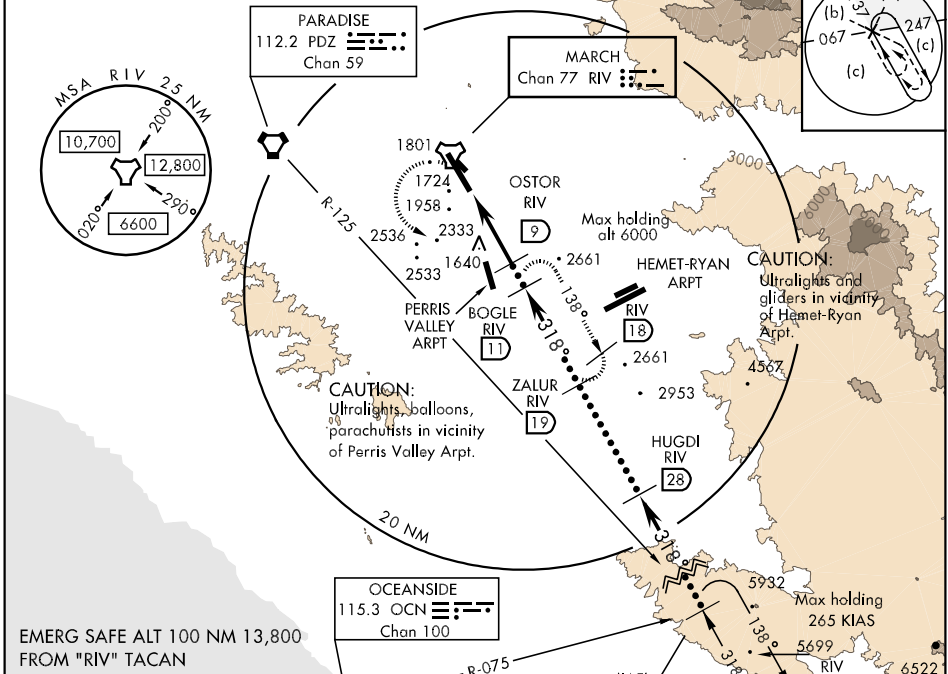 PARADISE
112.2 PDZ
Chan 59
MARCH
Chan 77 RIV
(b)
067
247
(c)
(c)
MSA RIV 25 NM
10,700
200°
12,800
020°
290°
6600
1801
1724
1958
2536
2333
2533
1640
R-125
OSTOR
RIV
9
Max holding
alt 6000
3000
6000
2661
HEMET-RYAN
ARPT
CAUTION:
Ultralights and
gliders in vicinity
of Hemet-Ryan
Arpt.
PERRIS
VALLEY
ARPT
BOGLE
RIV
11
138°
318°
RIV
18
2661
4567
2953
ZALUR
RIV
19
CAUTION:
Ultralights, balloons,
parachutists in vicinity
of Perris Valley Arpt.
HUGDI
RIV
28
20 NM
318°
OCEANSIDE
115.3 OCN
Chan 100
5932
Max holding
265 KIAS
138°
5699
RIV
6522
R-075
318
EMERG SAFE ALT 100 NM 13,800
FROM "RIV" TACAN